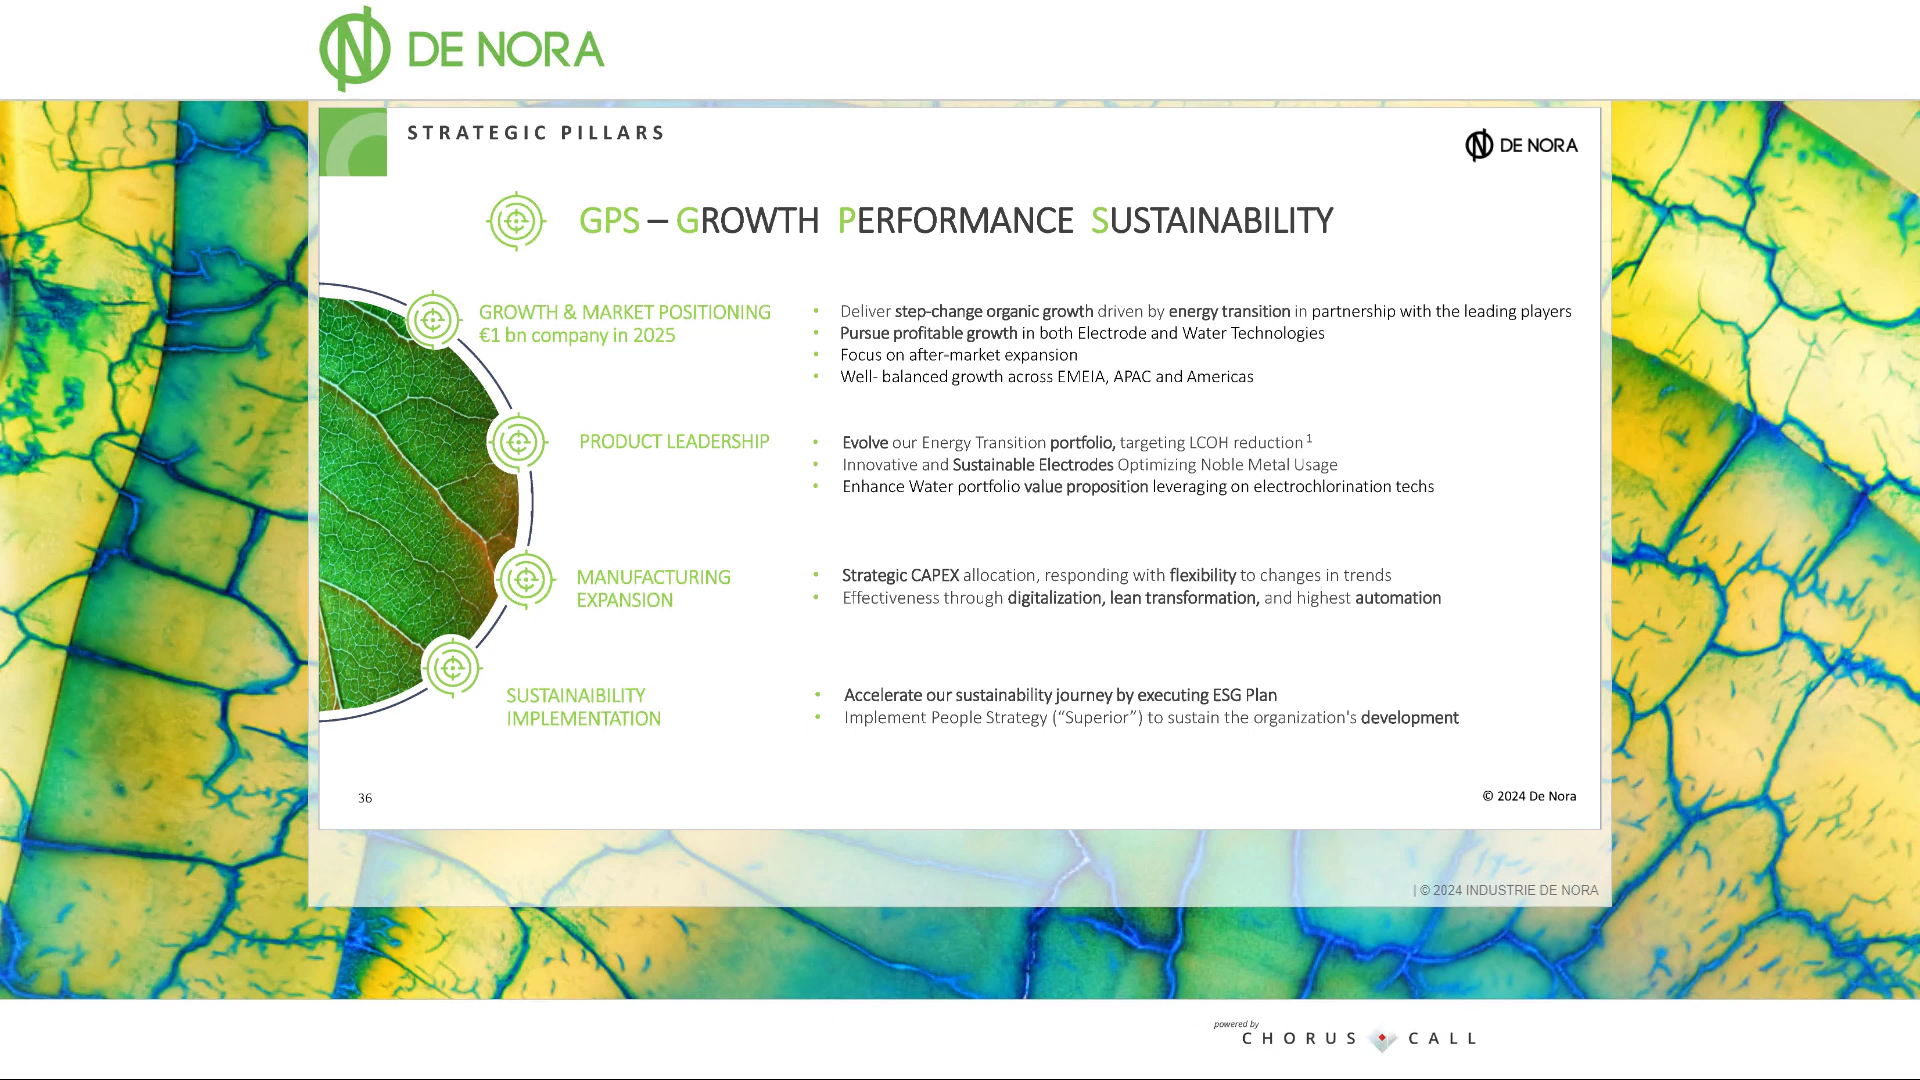 DE NORA
STRATEGIC PILLARS
DE NORA
GPS – GROWTH PERFORMANCE SUSTAINABILITY
GROWTH & MARKET POSITIONING
€1 bn company in 2025
• Deliver step-change organic growth driven by energy transition in partnership with the leading players
• Pursue profitable growth in both Electrode and Water Technologies
• Focus on after-market expansion
• Well- balanced growth across EMEIA, APAC and Americas
PRODUCT LEADERSHIP
• Evolve our Energy Transition portfolio, targeting LCOH reduction 1
• Innovative and Sustainable Electrodes Optimizing Noble Metal Usage
• Enhance Water portfolio value proposition leveraging on electrochlorination techs
MANUFACTURING
EXPANSION
• Strategic CAPEX allocation, responding with flexibility to changes in trends
• Effectiveness through digitalization, lean transformation, and highest automation
SUSTAINAIBILITY
IMPLEMENTATION
• Accelerate our sustainability journey by executing ESG Plan
• Implement People Strategy (“Superior”) to sustain the organization's development
36
© 2024 De Nora
| © 2024 INDUSTRIE DE NORA
powered by
CHORUS CALL